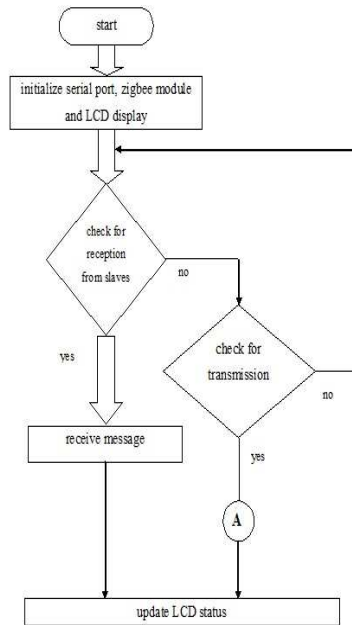 start
initialize serial port, zigbee module
and LCD display
check for
reception
from slaves
no
yes
check for
transmission
no
receive message
yes
A
update LCD status